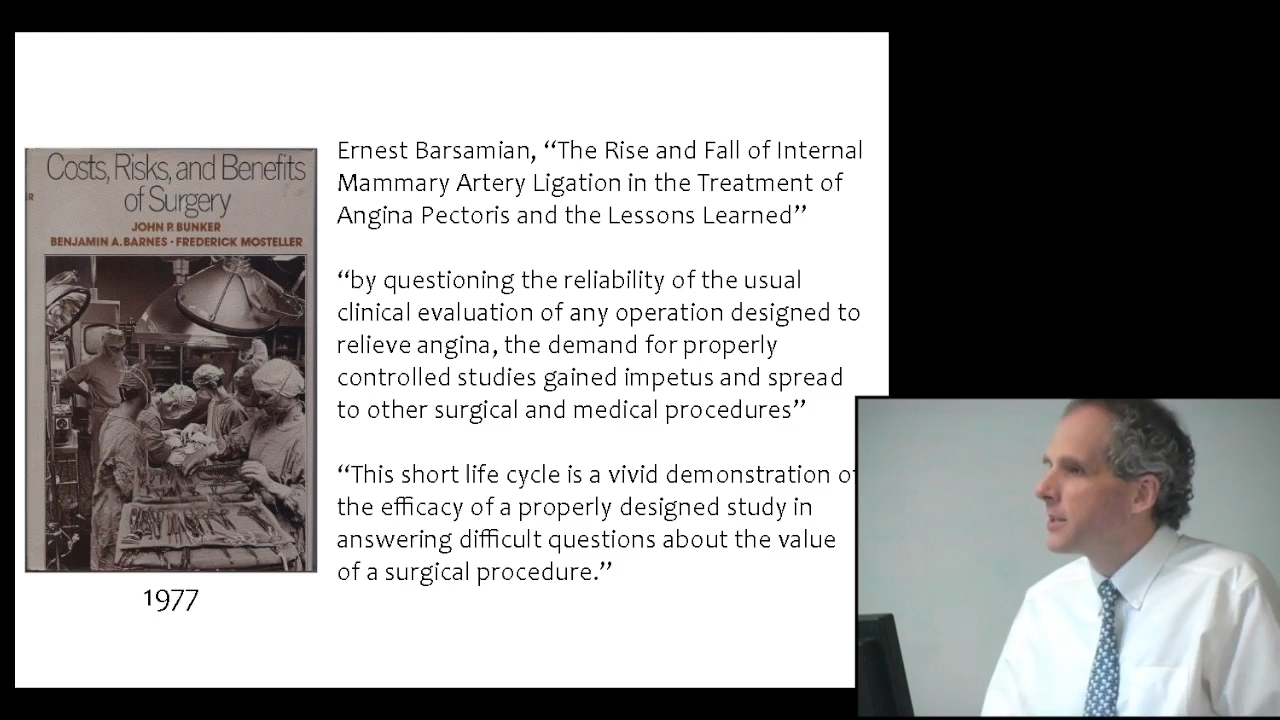 Costs, Risks, and Benefits
of Surgery
JOHN P. BUNKER
BENJAMIN A. BARNES · FREDERICK MOSTELLER
1977
Ernest Barsamian, “The Rise and Fall of Internal
Mammary Artery Ligation in the Treatment of
Angina Pectoris and the Lessons Learned”
“by questioning the reliability of the usual
clinical evaluation of any operation designed to
relieve angina, the demand for properly
controlled studies gained impetus and spread
to other surgical and medical procedures”
“This short life cycle is a vivid demonstration of
the efficacy of a properly designed study in
answering difficult questions about the value
of a surgical procedure.”